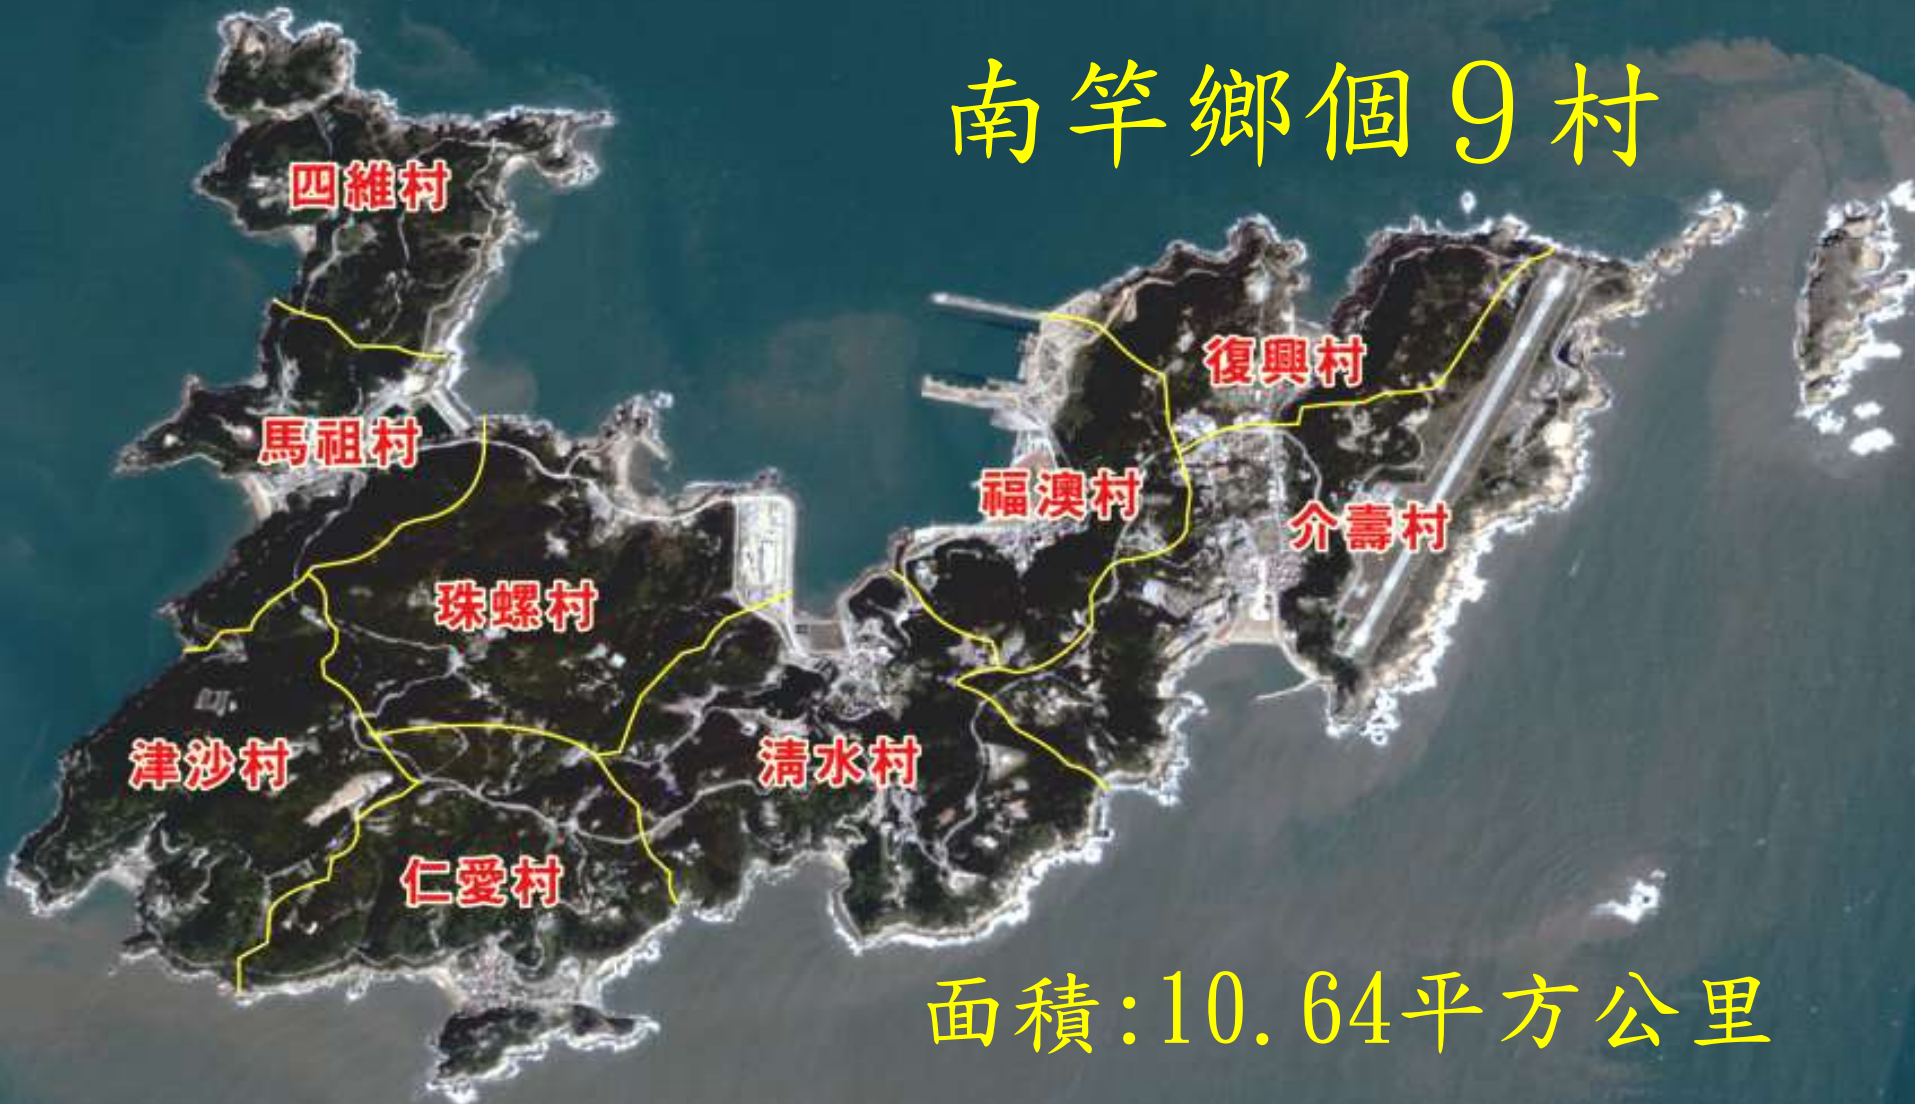 南竿鄉個9村
四維村
復興村
馬祖村
福澳村
介壽村
珠螺村
津沙村
清水村
仁愛村
面積:10.64平方公里